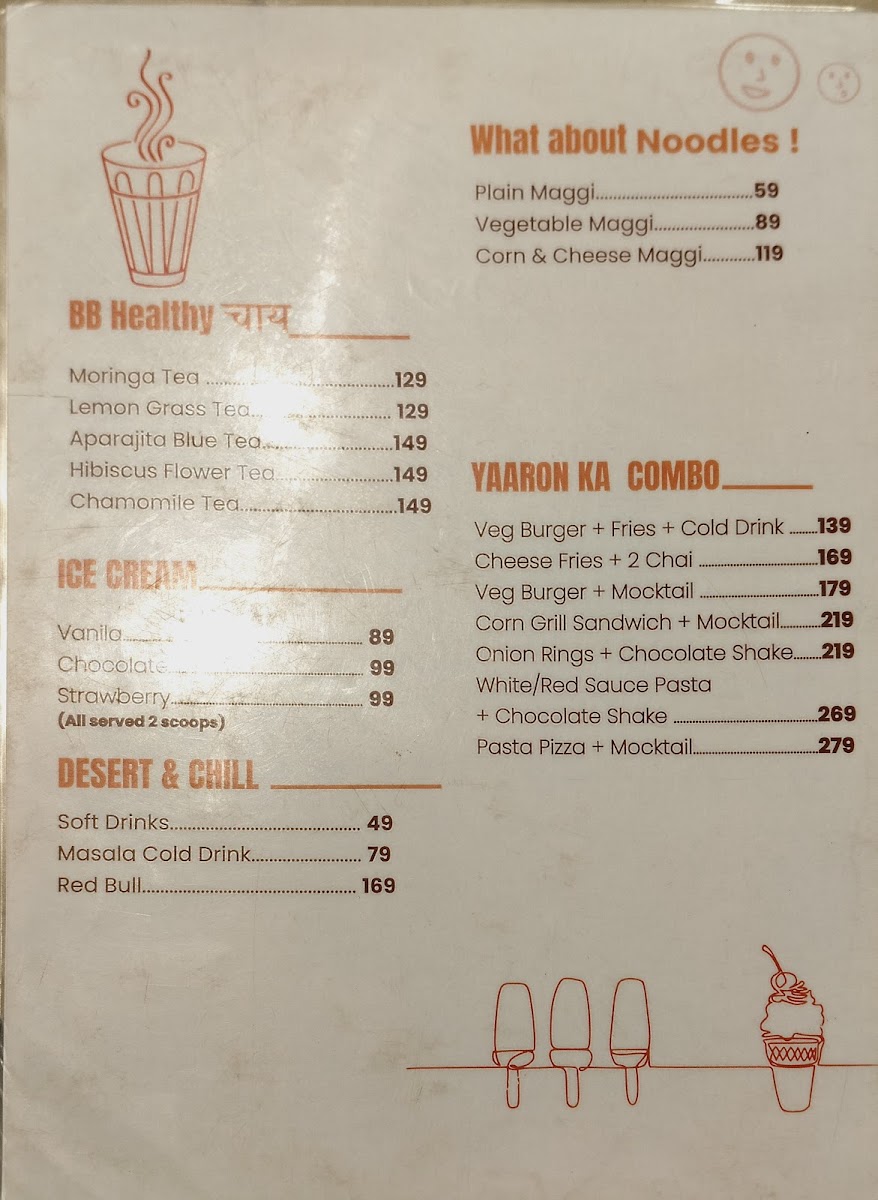 BB Healthy चाय
Moringa Tea ........ 129
Lemon Grass Tea........ 129
Aparajita Blue Tea........ 149
Hibiscus Flower Tea........ 149
Chamomile Tea........ 149
ICE CREAM
Vanila........ 89
Chocolate........ 99
Strawberry........ 99
(All served 2 scoops)
DESERT & CHILL
Soft Drinks........ 49
Masala Cold Drink........ 79
Red Bull........ 169
What about Noodles !
Plain Maggi........ 59
Vegetable Maggi........ 89
Corn & Cheese Maggi........ 119
YAARON KA COMBO
Veg Burger + Fries + Cold Drink ........ 139
Cheese Fries + 2 Chai ........ 169
Veg Burger + Mocktail ........ 179
Corn Grill Sandwich + Mocktail........ 219
Onion Rings + Chocolate Shake........ 219
White/Red Sauce Pasta
+ Chocolate Shake ........ 269
Pasta Pizza + Mocktail........ 279